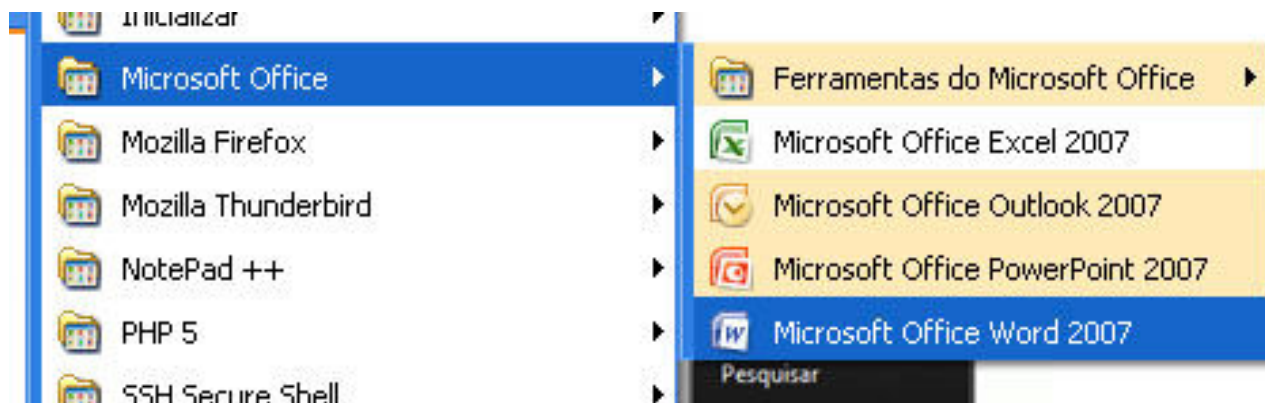 Inicializar
Microsoft Office
Mozilla Firefox
Mozilla Thunderbird
NotePad ++
PHP 5
SSH Secure Shell
Ferramentas do Microsoft Office
Microsoft Office Excel 2007
Microsoft Office Outlook 2007
Microsoft Office PowerPoint 2007
Microsoft Office Word 2007
Pesquisar